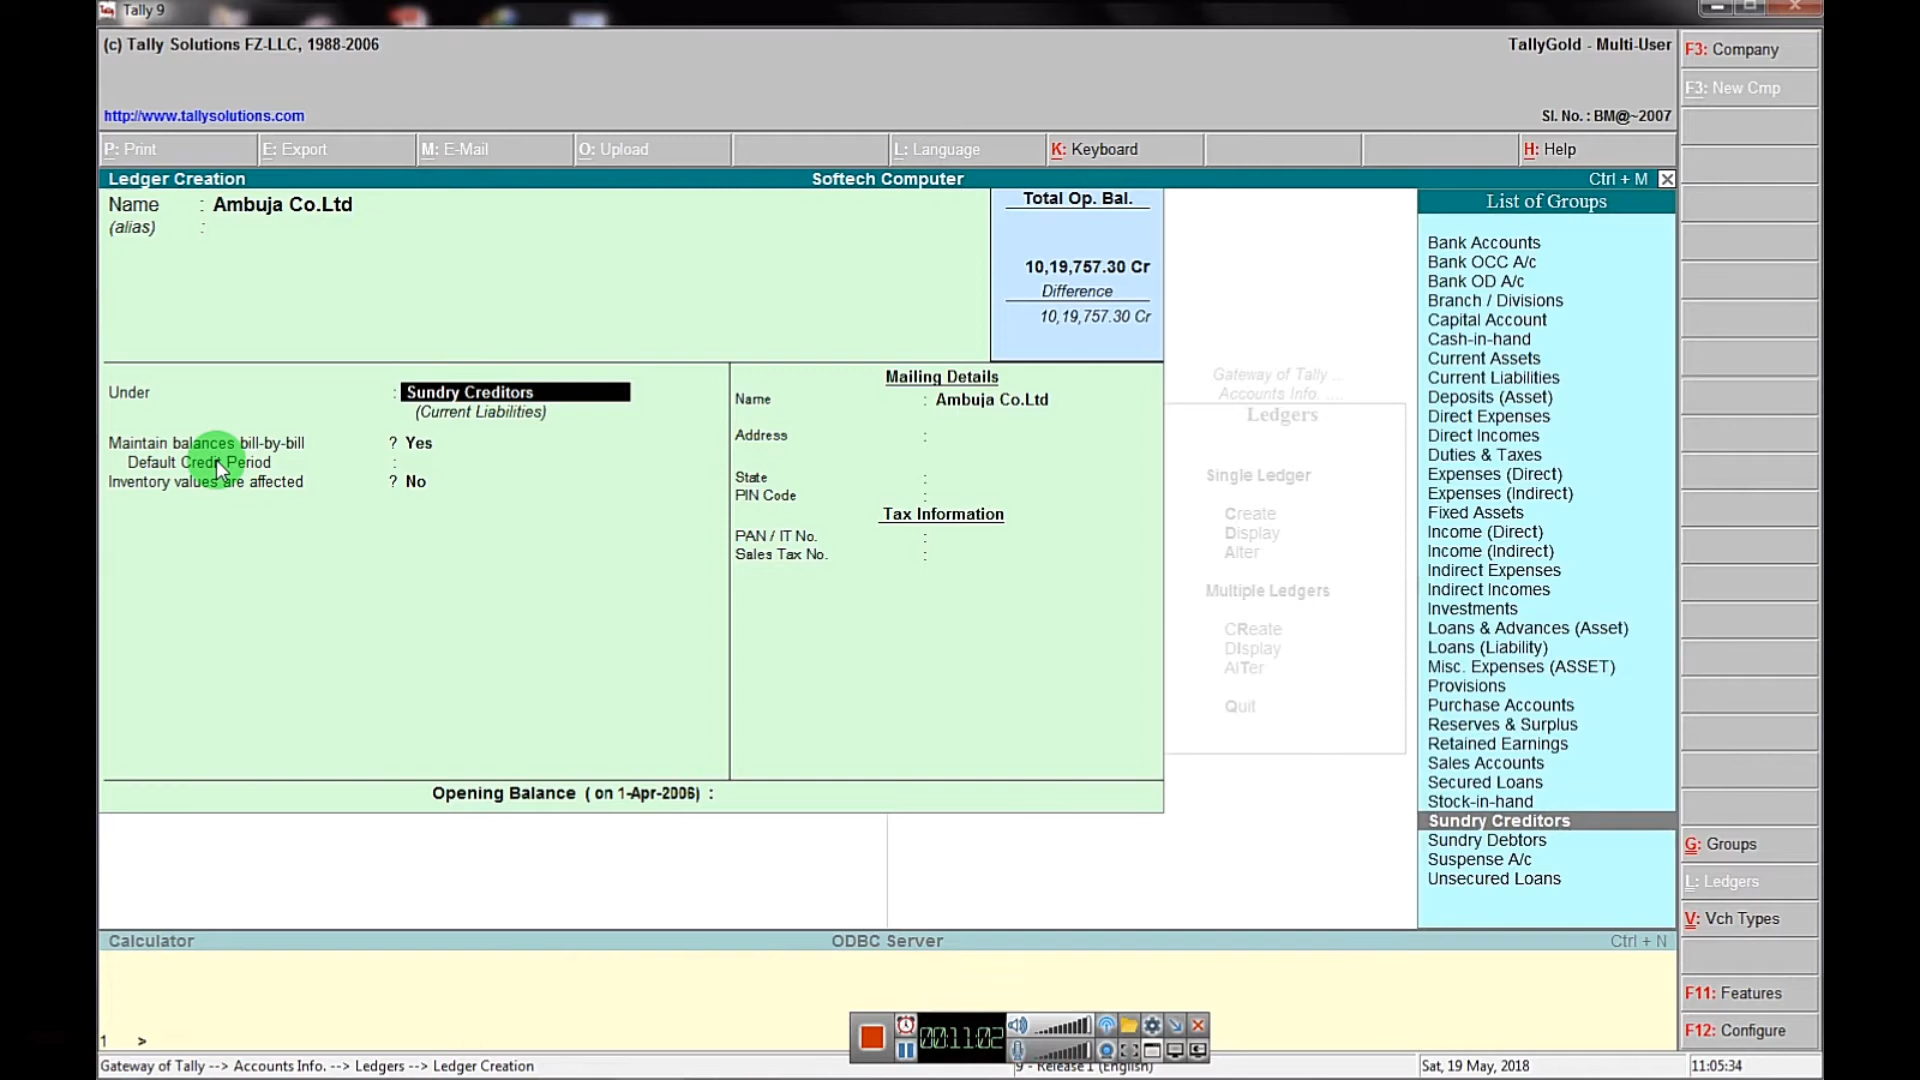 Tally 9
(c) Tally Solutions FZ-LLC, 1988-2006
TallyGold - Multi-User
http://www.tallysolutions.com
Sl. No. : BM@~2007
P: Print
E: Export
M: E-Mail
O: Upload
L: Language
K: Keyboard
H: Help
Ledger Creation
Softech Computer
Ctrl + M
Name : Ambuja Co.Ltd
(alias) :
Total Op. Bal.
10,19,757.30 Cr
Difference
10,19,757.30 Cr
Under : Sundry Creditors
(Current Liabilities)
Maintain balances bill-by-bill ? Yes
Default Credit Period :
Inventory values are affected ? No
Mailing Details
Name : Ambuja Co.Ltd
Address :
State :
PIN Code :
Tax Information
PAN / IT No. :
Sales Tax No. :
Opening Balance ( on 1-Apr-2006) :
Gateway of Tally ...
Accounts Info. ....
Ledgers
Single Ledger
Create
Display
Alter
Multiple Ledgers
CReate
DIsplay
AlTer
Quit
List of Groups
Bank Accounts
Bank OCC A/c
Bank OD A/c
Branch / Divisions
Capital Account
Cash-in-hand
Current Assets
Current Liabilities
Deposits (Asset)
Direct Expenses
Direct Incomes
Duties & Taxes
Expenses (Direct)
Expenses (Indirect)
Fixed Assets
Income (Direct)
Income (Indirect)
Indirect Expenses
Indirect Incomes
Investments
Loans & Advances (Asset)
Loans (Liability)
Misc. Expenses (ASSET)
Provisions
Purchase Accounts
Reserves & Surplus
Retained Earnings
Sales Accounts
Secured Loans
Stock-in-hand
Sundry Creditors
Sundry Debtors
Suspense A/c
Unsecured Loans
F3: Company
F3: New Cmp
G: Groups
L: Ledgers
V: Vch Types
F11: Features
F12: Configure
Calculator
ODBC Server
Ctrl + N
1 >
00:11:02
Gateway of Tally --> Accounts Info. --> Ledgers --> Ledger Creation
9 - Release 1 (English)
Sat, 19 May, 2018
11:05:34